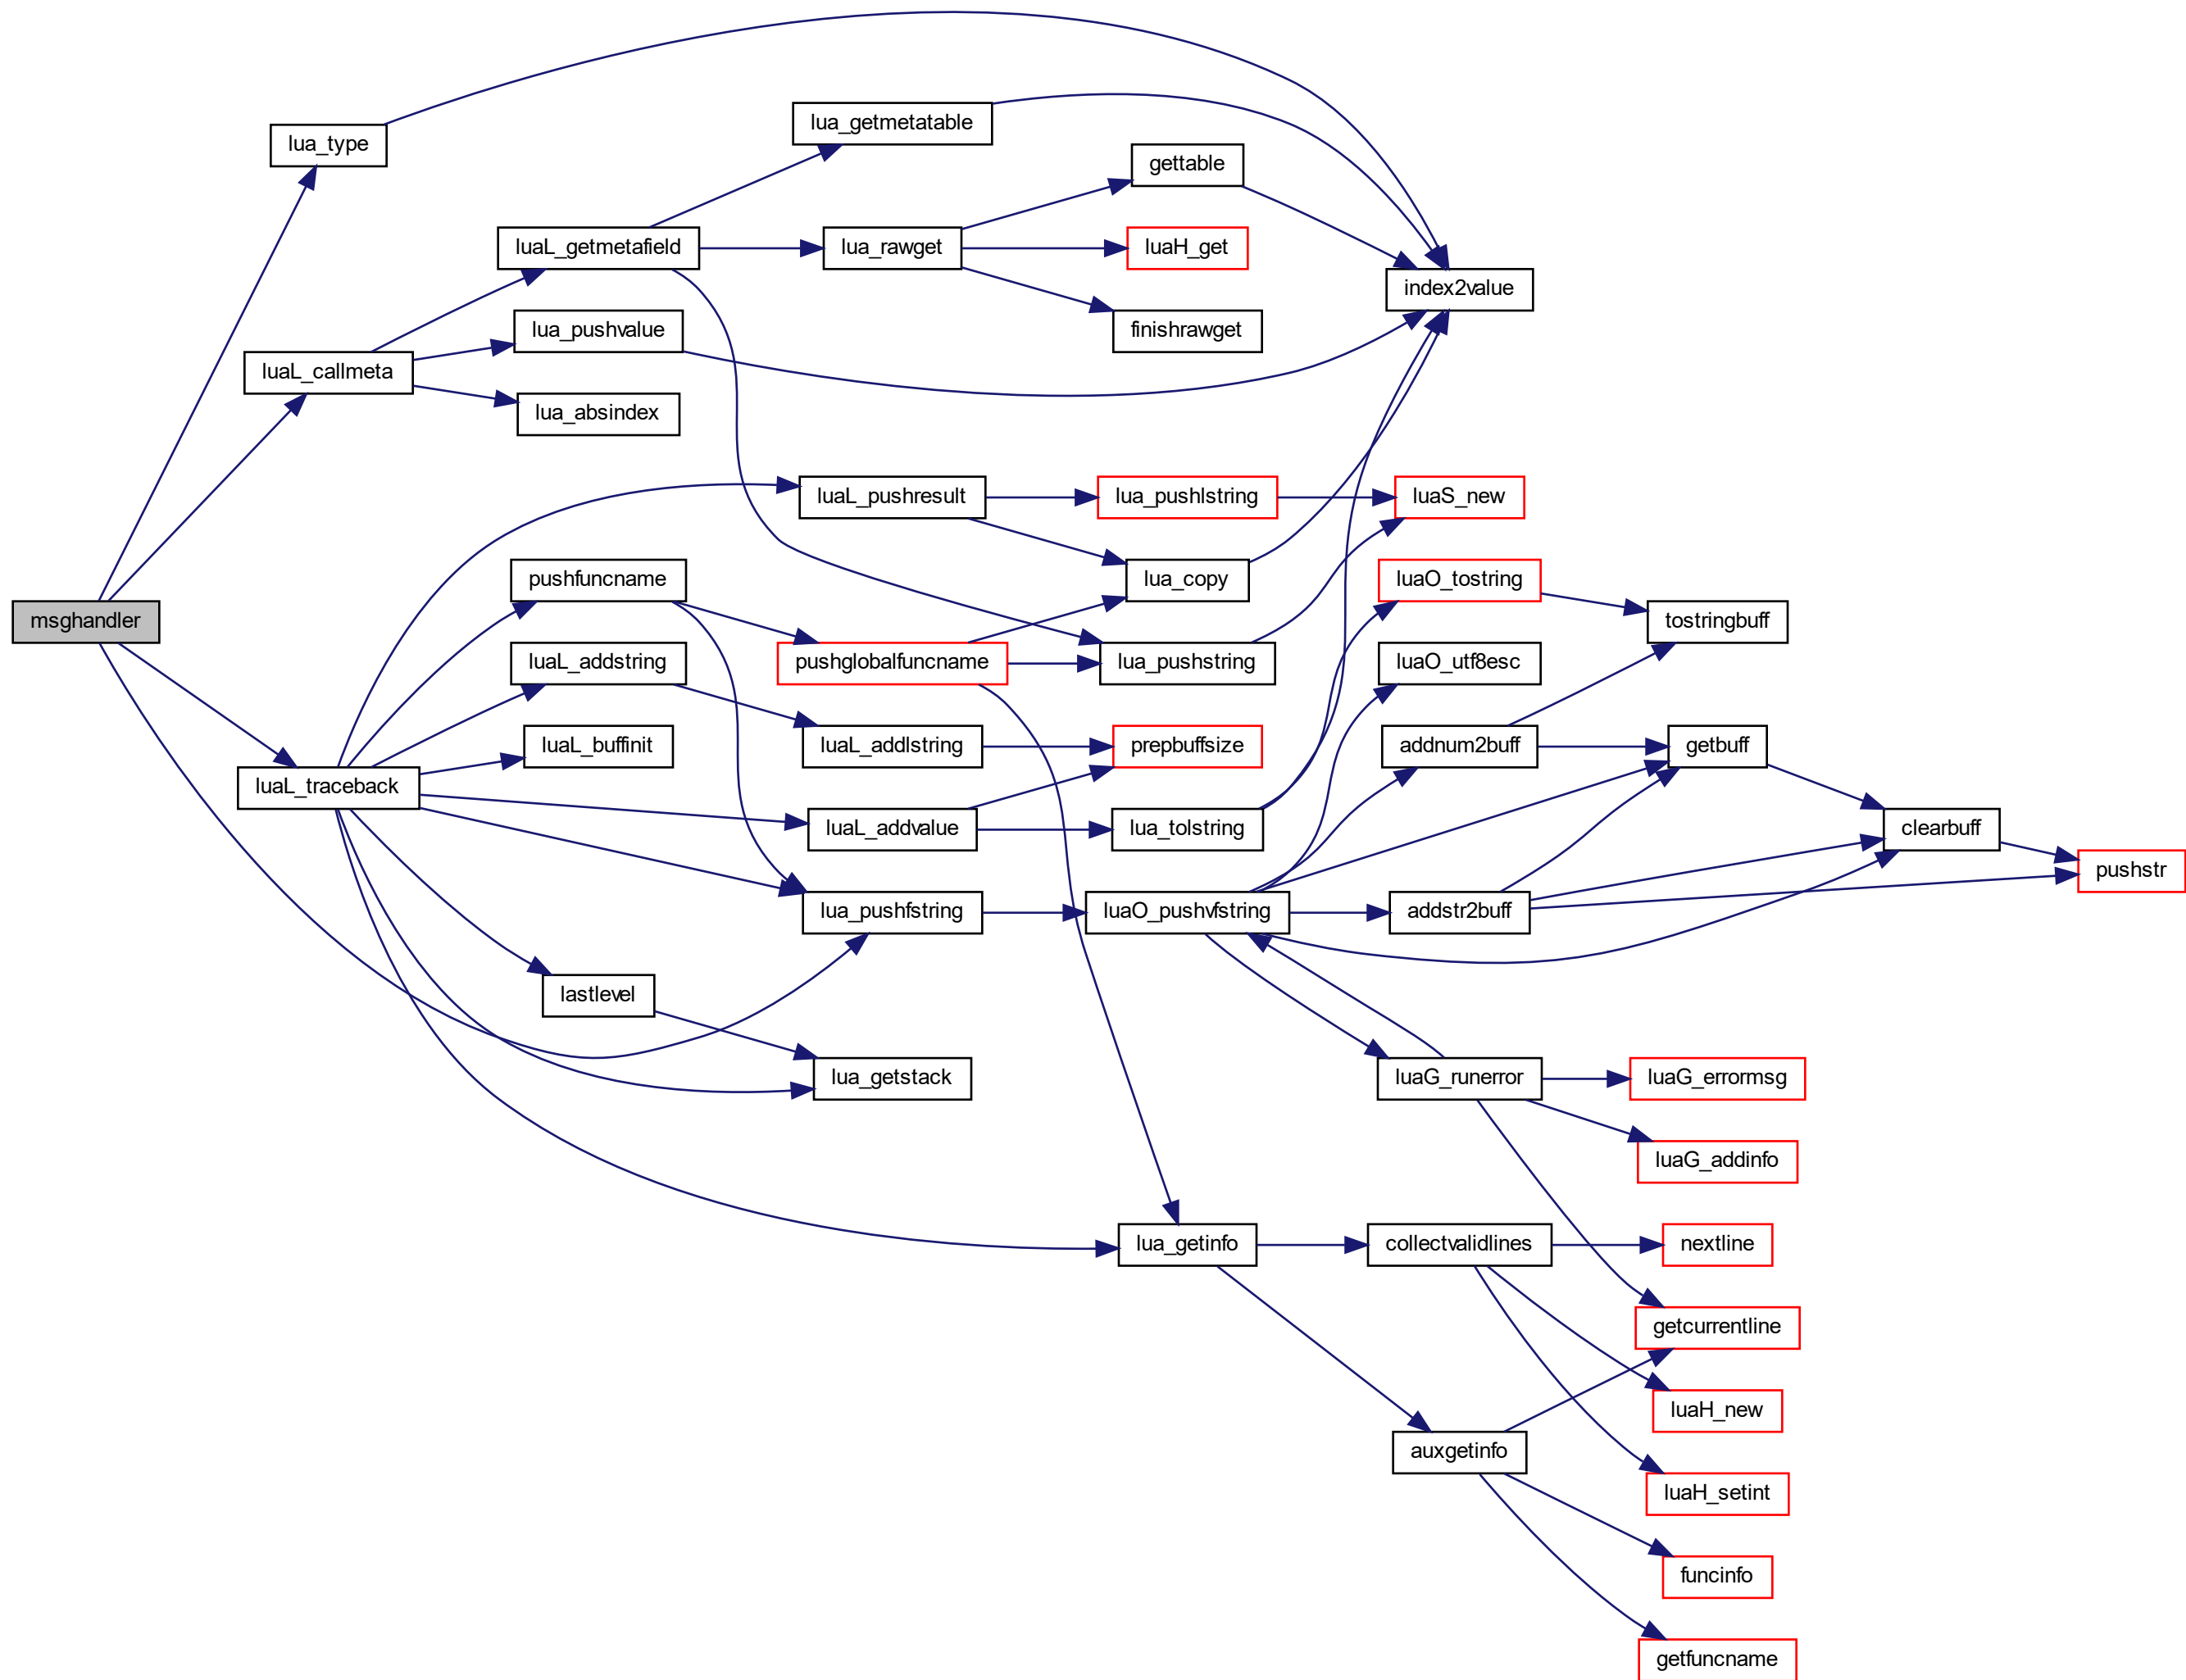 msghandler
lua_type
luaL_callmeta
luaL_traceback
luaL_getmetafield
lua_pushvalue
lua_absindex
pushfuncname
luaL_addstring
luaL_buffinit
lastlevel
lua_getmetatable
lua_rawget
luaL_pushresult
pushglobalfuncname
luaL_addlstring
luaL_addvalue
lua_pushfstring
lua_getstack
gettable
luaH_get
finishrawget
lua_pushlstring
lua_copy
lua_pushstring
prepbuffsize
lua_tolstring
luaO_pushvfstring
lua_getinfo
index2value
luaS_new
luaO_tostring
luaO_utf8esc
addnum2buff
addstr2buff
luaG_runerror
collectvalidlines
auxgetinfo
tostringbuff
getbuff
luaG_errormsg
luaG_addinfo
nextline
getcurrentline
luaH_new
luaH_setint
funcinfo
getfuncname
clearbuff
pushstr